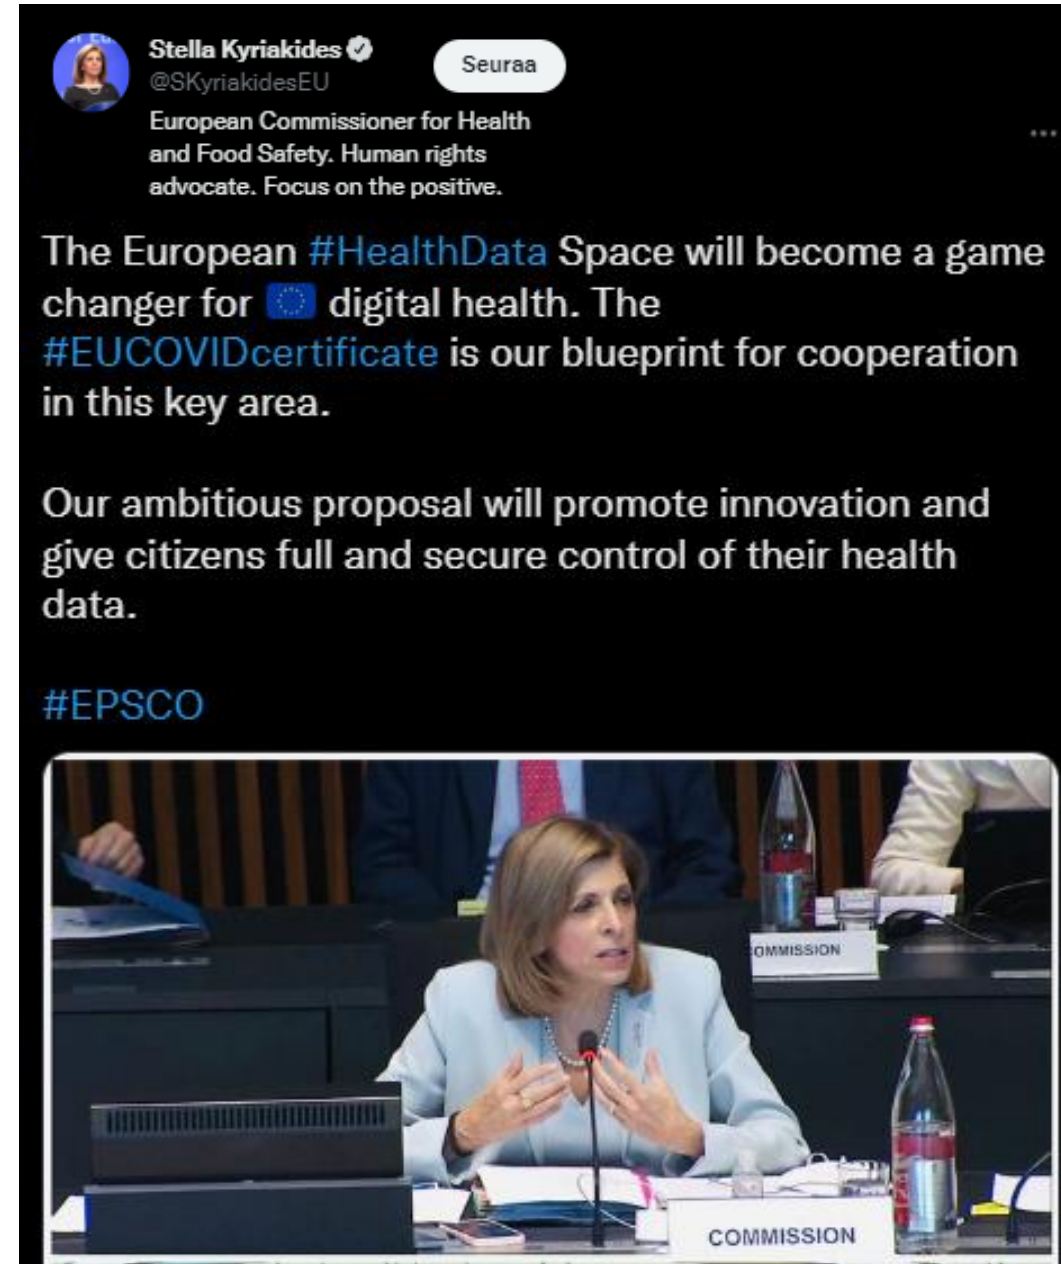 Stella Kyriakides
Seuraa
@SKyriakidesEU
European Commissioner for Health
and Food Safety. Human rights
advocate. Focus on the positive.
The European #HealthData Space will become a game
changer for digital health. The
#EUCOVIDcertificate is our blueprint for cooperation
in this key area.
Our ambitious proposal will promote innovation and
give citizens full and secure control of their health
data.
#EPSCO
OMMISSION
COMMISSION